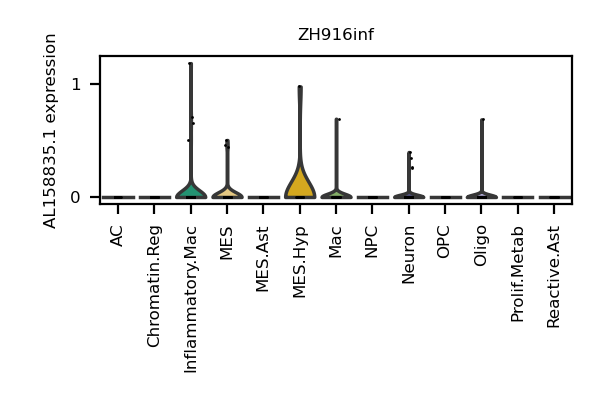 ZH916inf
AL158835.1 expression
1
0
AC
Chromatin.Reg
Inflammatory.Mac
MES
MES.Ast
MES.Hyp
Mac
NPC
Neuron
OPC
Oligo
Prolif.Metab
Reactive.Ast